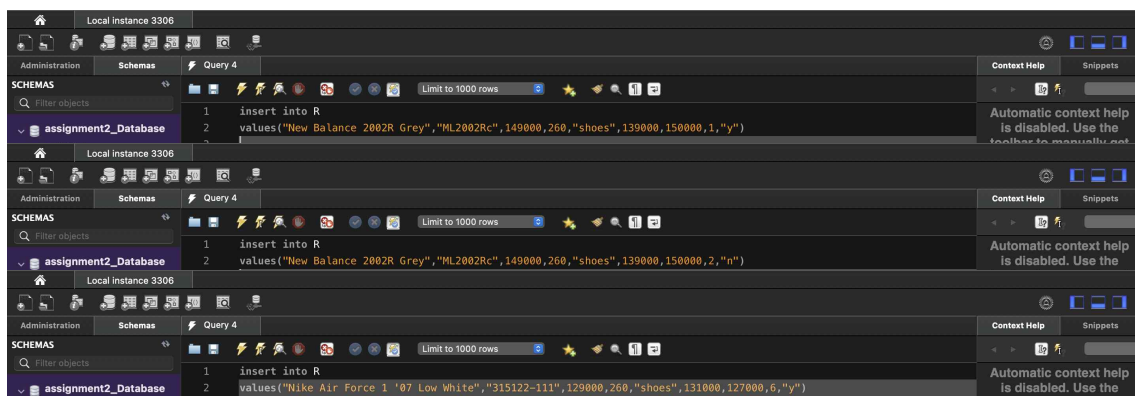 Local instance 3306
Administration Schemas Query 4 Context Help Snippets
SCHEMAS Limit to 1000 rows
Filter objects
1 insert into R Automatic context help
assignment2_Database 2 values("New Balance 2002R Grey","ML2002Rc",149000,260,"shoes",139000,150000,1,"y") is disabled. Use the
3 toolbar to manually get
Local instance 3306
Administration Schemas Query 4 Context Help Snippets
SCHEMAS Limit to 1000 rows
Filter objects
1 insert into R Automatic context help
assignment2_Database 2 values("New Balance 2002R Grey","ML2002Rc",149000,260,"shoes",139000,150000,2,"n") is disabled. Use the
Local instance 3306
Administration Schemas Query 4 Context Help Snippets
SCHEMAS Limit to 1000 rows
Filter objects
1 insert into R Automatic context help
assignment2_Database 2 values("Nike Air Force 1 '07 Low White","315122-111",129000,260,"shoes",131000,127000,6,"y") is disabled. Use the